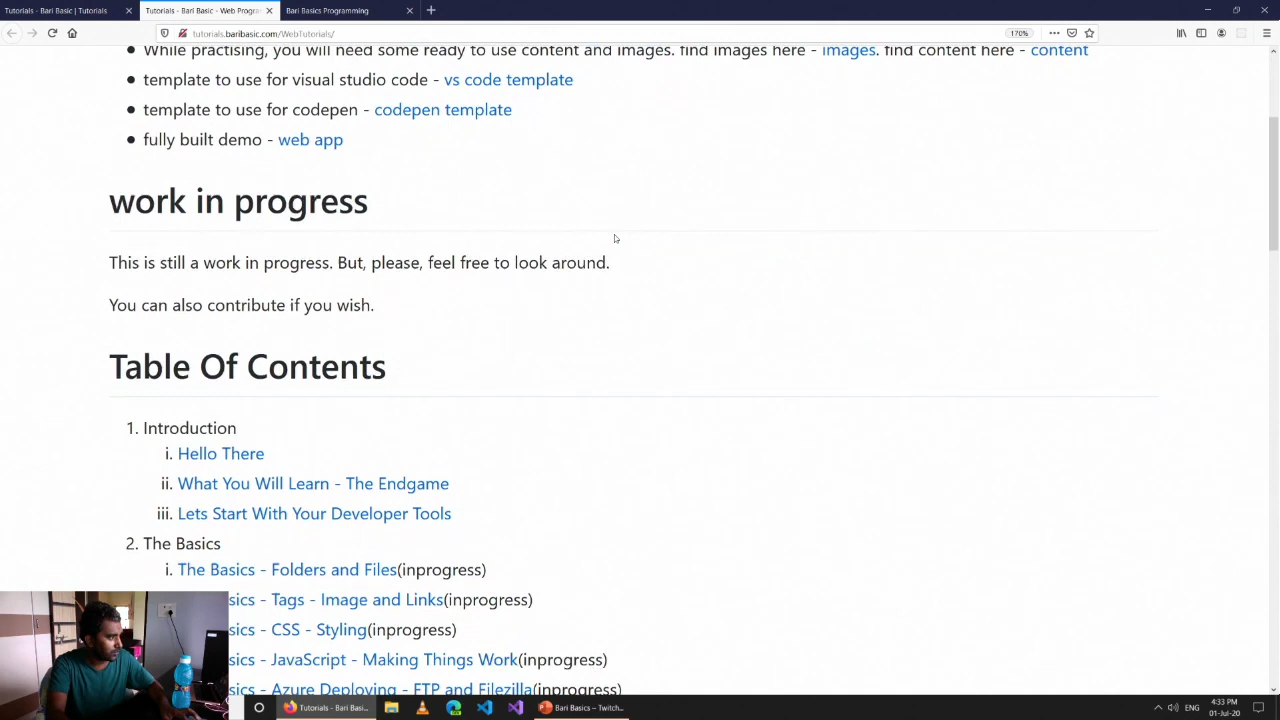 Tutorials - Bari Basic | Tutorials
Tutorials - Bari Basic - Web Progran
Bari Basics Programming
tutorials.baribasic.com/WebTutorials/
170%
While practising, you will need some ready to use content and images. find images here - images. find content here - content
template to use for visual studio code - vs code template
template to use for codepen - codepen template
fully built demo - web app
work in progress
This is still a work in progress. But, please, feel free to look around.
You can also contribute if you wish.
Table Of Contents
1. Introduction
i. Hello There
ii. What You Will Learn - The Endgame
iii. Lets Start With Your Developer Tools
2. The Basics
i. The Basics - Folders and Files(inprogress)
sics - Tags - Image and Links(inprogress)
sics - CSS - Styling(inprogress)
sics - JavaScript - Making Things Work(inprogress)
sics - Azure Deploying - FTP and Filezilla(inprogress)
Tutorials - Bari Basi...
Bari Basics – Twitch...
ENG
4:33 PM
01-Jul-20